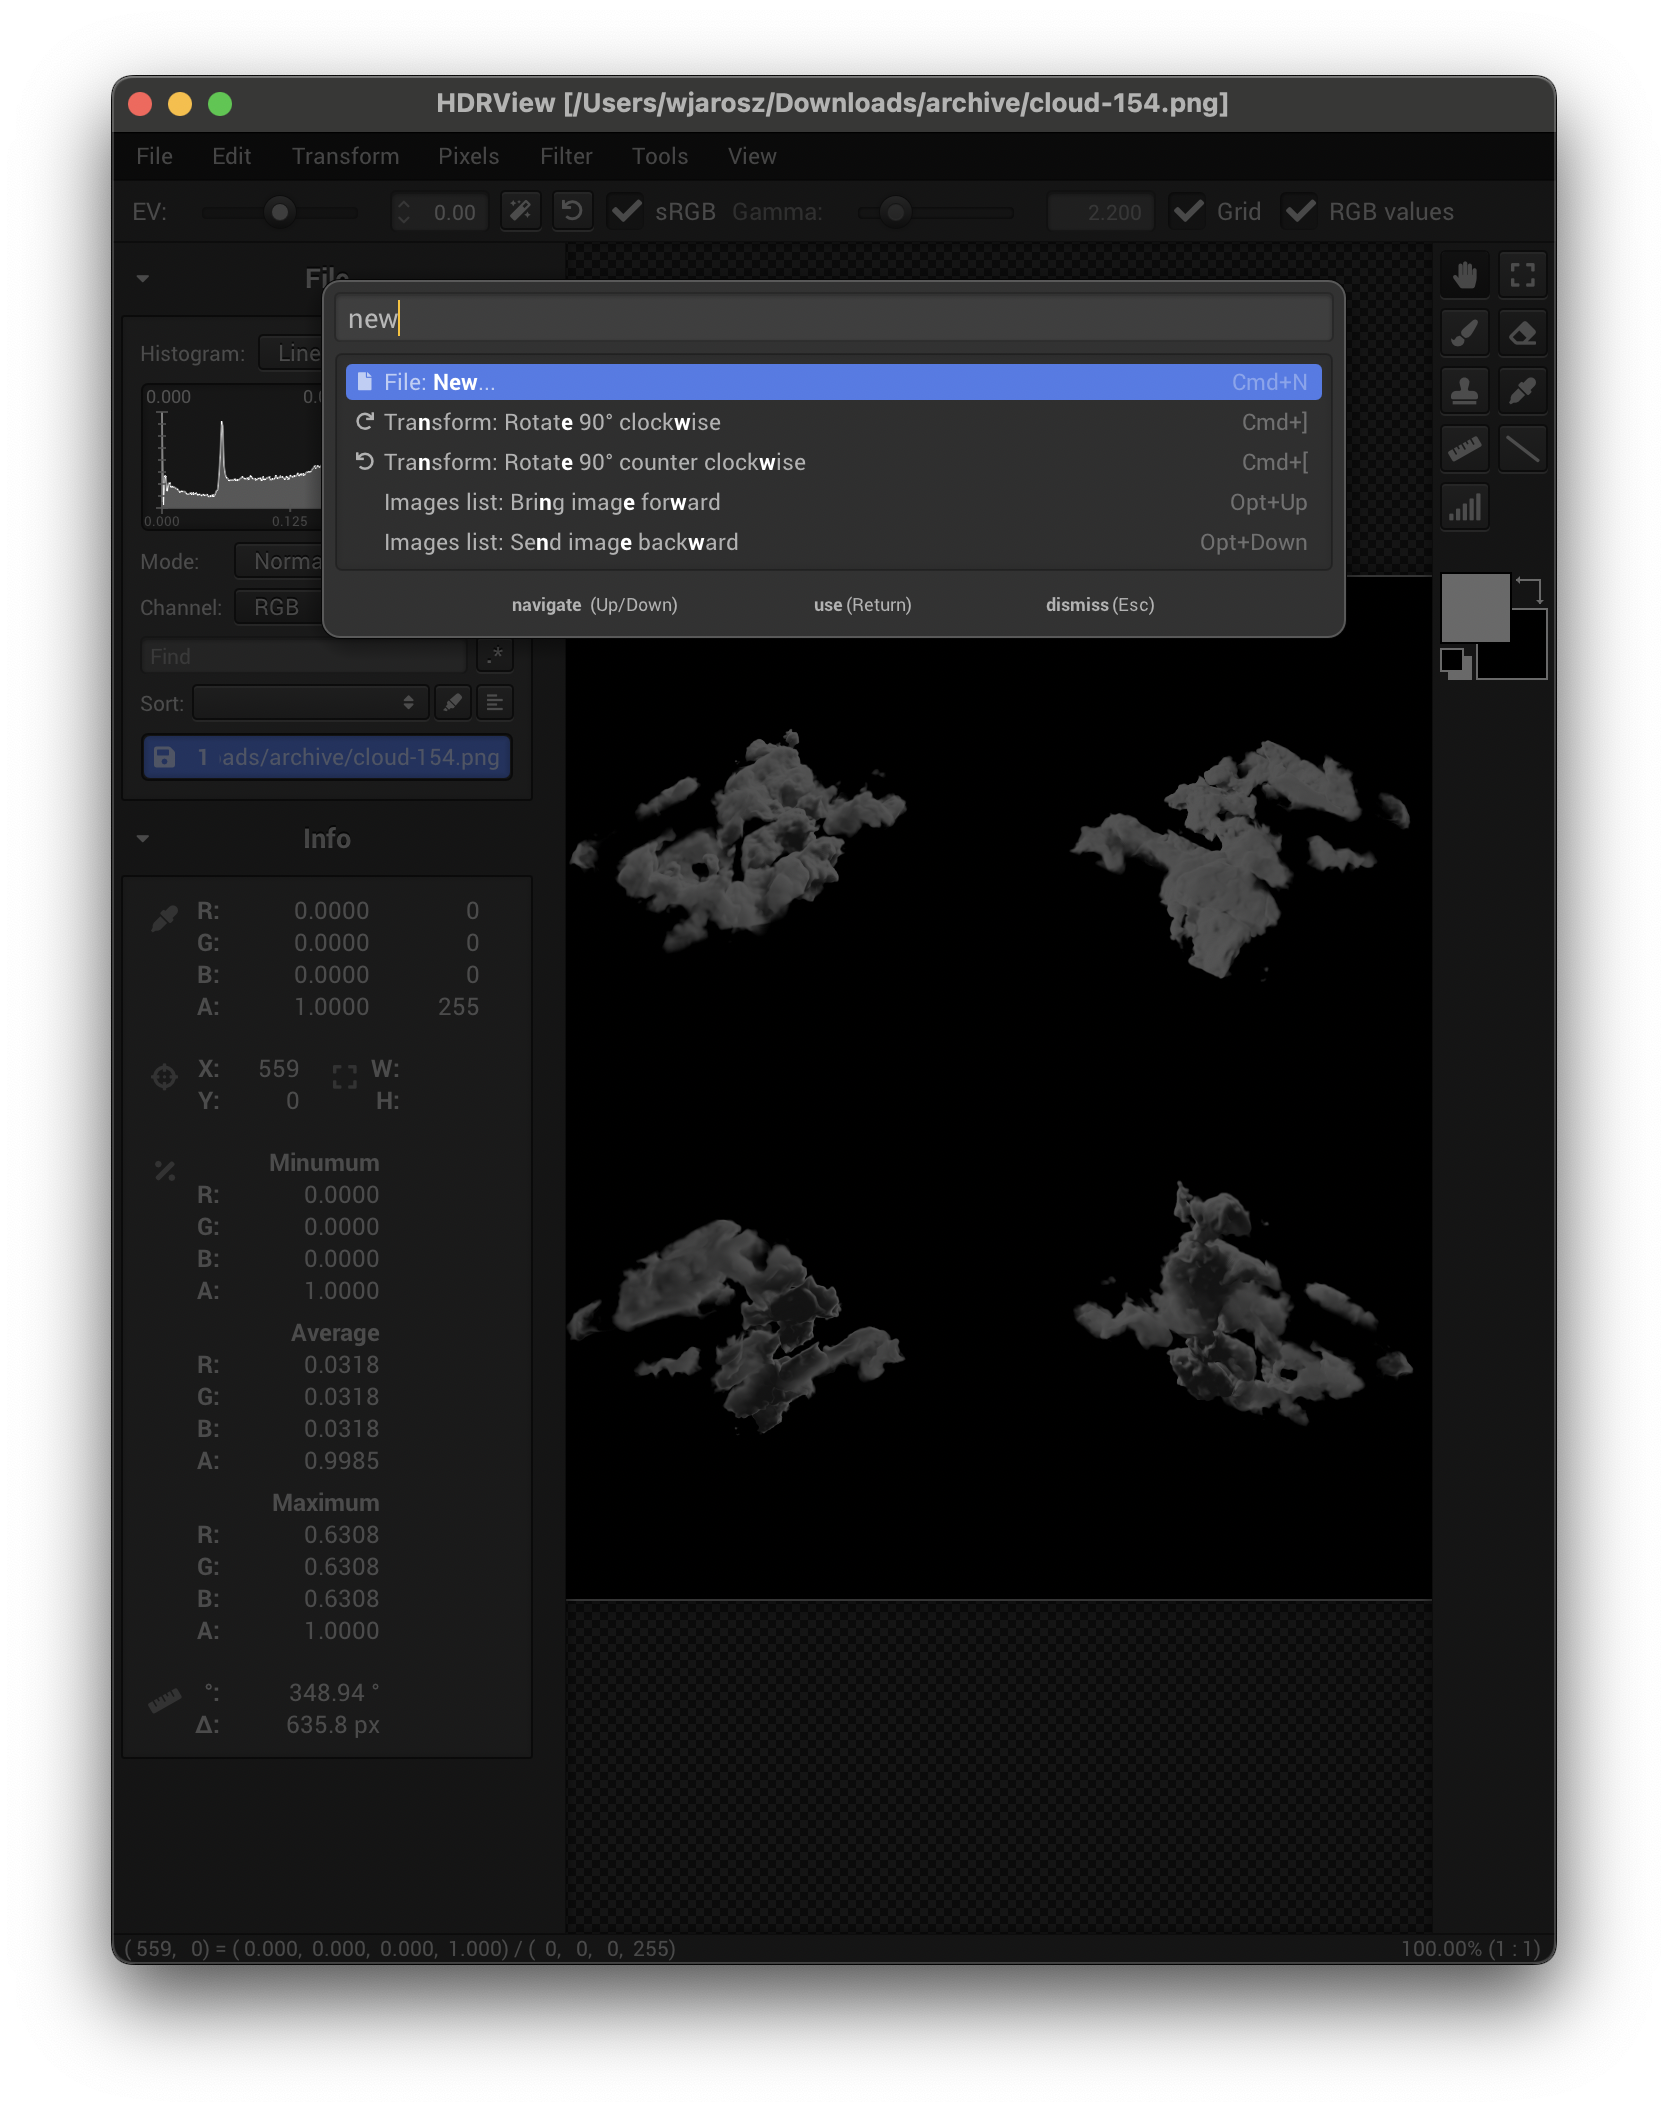 HDRView [/Users/wjarosz/Downloads/archive/cloud-154.png]
File Edit Transform Pixels Filter Tools View
EV: 0.00 sRGB Gamma: 2.200 Grid RGB values
File
new
File: New... Cmd+N
Transform: Rotate 90° clockwise Cmd+]
Transform: Rotate 90° counter clockwise Cmd+[
Images list: Bring image forward Opt+Up
Images list: Send image backward Opt+Down
navigate (Up/Down) use (Return) dismiss (Esc)
Histogram: Line
0.000 0.
0.000 0.125
Mode: Norma
Channel: RGB
Find .*
Sort:
1 ads/archive/cloud-154.png
Info
R: 0.0000 0
G: 0.0000 0
B: 0.0000 0
A: 1.0000 255
X: 559 W:
Y: 0 H:
Minumum
R: 0.0000
G: 0.0000
B: 0.0000
A: 1.0000
Average
R: 0.0318
G: 0.0318
B: 0.0318
A: 0.9985
Maximum
R: 0.6308
G: 0.6308
B: 0.6308
A: 1.0000
°: 348.94 °
Δ: 635.8 px
( 559, 0) = ( 0.000, 0.000, 0.000, 1.000) / ( 0, 0, 0, 255) 100.00% (1 : 1)